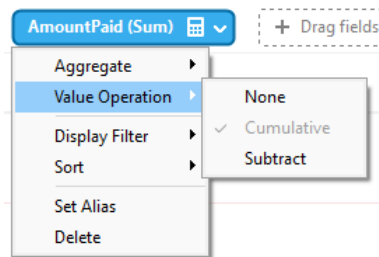 AmountPaid (Sum)
+ Drag fields
Aggregate
Value Operation
None
Cumulative
Subtract
Display Filter
Sort
Set Alias
Delete